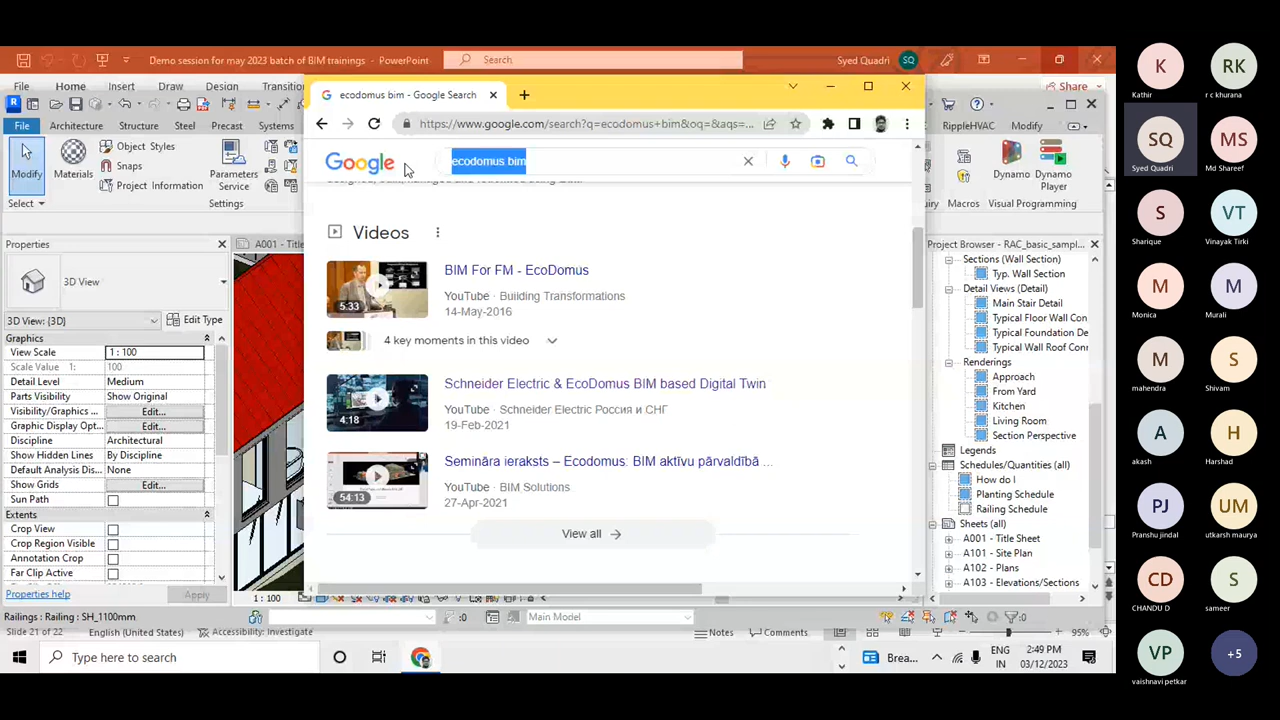 Demo session for may 2023 batch of BIM trainings - PowerPoint
Search
Syed Quadri
SQ
File
Home
Insert
Draw
Design
Share
ecodomus bim - Google Search
https://www.google.com/search?q=ecodomus+bim&oq=&aqs=...
Google
ecodomus bim
Videos
5:33
BIM For FM - EcoDomus
YouTube · Building Transformations
14-May-2016
4 key moments in this video
4:18
Schneider Electric & EcoDomus BIM based Digital Twin
YouTube · Schneider Electric Россия и СНГ
19-Feb-2021
54:13
Semināra ieraksts – Ecodomus: BIM aktīvu pārvaldībā ...
YouTube · BIM Solutions
27-Apr-2021
View all
R
File
Architecture
Structure
Steel
Precast
Systems
RippleHVAC
Modify
Modify
Materials
Object Styles
Snaps
Project Information
Parameters
Service
Select
Settings
Dynamo
Dynamo
Player
Macros
Visual Programming
Properties
A001 - Title
3D View
3D View: {3D}
Edit Type
Graphics
View Scale
1 : 100
Scale Value 1:
100
Detail Level
Medium
Parts Visibility
Show Original
Visibility/Graphics ...
Edit...
Graphic Display Opt...
Edit...
Discipline
Architectural
Show Hidden Lines
By Discipline
Default Analysis Dis...
None
Show Grids
Edit...
Sun Path
Extents
Crop View
Crop Region Visible
Annotation Crop
Far Clip Active
Properties help
Apply
1 : 100
Project Browser - RAC_basic_sampl...
Sections (Wall Section)
Typ. Wall Section
Detail Views (Detail)
Main Stair Detail
Typical Floor Wall Con
Typical Foundation De
Typical Wall Roof Conn
Renderings
Approach
From Yard
Kitchen
Living Room
Section Perspective
Legends
Schedules/Quantities (all)
How do I
Planting Schedule
Railing Schedule
Sheets (all)
A001 - Title Sheet
A101 - Site Plan
A102 - Plans
A103 - Elevations/Sections
Railings : Railing : SH_1100mm
:0
Main Model
:0
Slide 21 of 22
English (United States)
Accessibility: Investigate
Notes
Comments
95%
Type here to search
Brea...
ENG
IN
2:49 PM
03/12/2023
K
Kathir
RK
r c khurana
SQ
Syed Quadri
MS
Md Shareef
S
Sharique
VT
Vinayak Tirki
M
Monica
M
Murali
M
mahendra
S
Shivam
A
akash
H
Harshad
PJ
Pranshu jindal
UM
utkarsh maurya
CD
CHANDU D
S
sameer
VP
vaishnavi petkar
+5